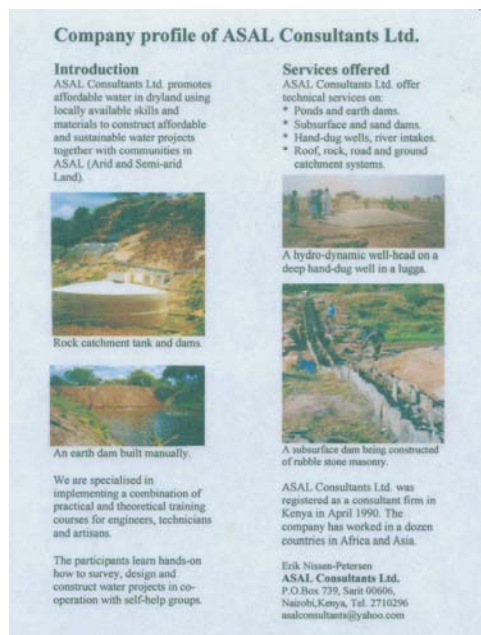 Company profile of ASAL Consultants Ltd.
Introduction
ASAL Consultants Ltd. promotes
affordable water in dryland using
locally available skills and
materials to construct affordable
and sustainable water projects
together with communities in
ASAL (Arid and Semi-arid
Land).
Rock catchment tank and dams.
An earth dam built manually.
We are specialised in
implementing a combination of
practical and theoretical training
courses for engineers, technicians
and artisans.
The participants learn hands-on
how to survey, design and
construct water projects in co-
operation with self-help groups.
Services offered
ASAL Consultants Ltd. offer
technical services on:
* Ponds and earth dams.
* Subsurface and sand dams.
* Hand-dug wells, river intakes.
* Roof, rock, road and ground
catchment systems.
A hydro-dynamic well-head on a
deep hand-dug well in a lugga.
A subsurface dam being constructed
of rubble stone masonry.
ASAL Consultants Ltd. was
registered as a consultant firm in
Kenya in April 1990. The
company has worked in a dozen
countries in Africa and Asia.
Erik Nissen-Petersen
ASAL Consultants Ltd.
P.O.Box 739, Sarit 00606,
Nairobi,Kenya, Tel. 2710296
asalconsultants@yahoo.com